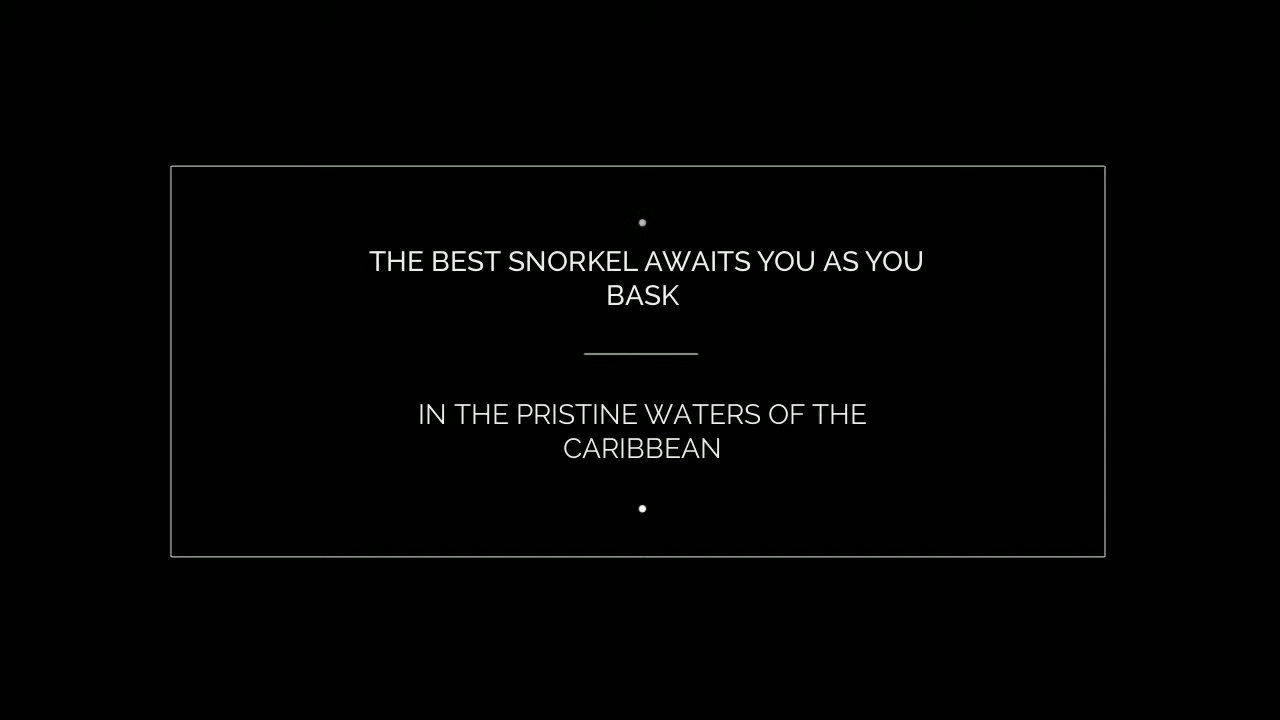 THE BEST SNORKEL AWAITS YOU AS YOU
BASK
IN THE PRISTINE WATERS OF THE
CARIBBEAN